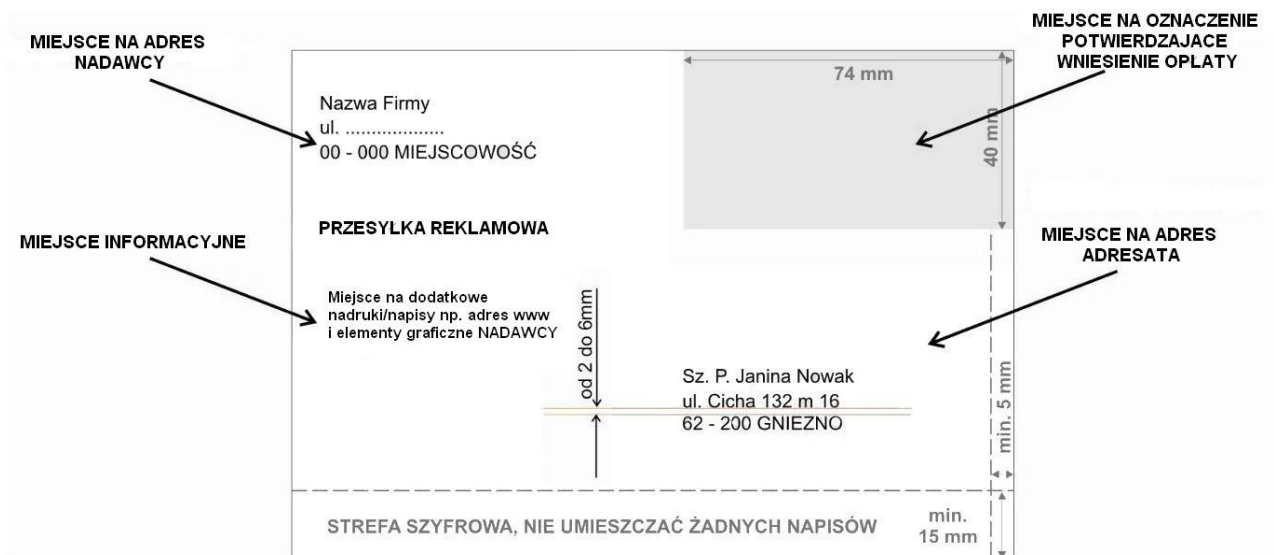 MIEJSCE NA ADRES
NADAWCY
MIEJSCE NA OZNACZENIE
POTWIERDZAJACE
WNIESIENIE OPŁATY
74 mm
40 mm
Nazwa Firmy
ul. ...................
00 - 000 MIEJSCOWOŚĆ
PRZESYŁKA REKLAMOWA
MIEJSCE INFORMACYJNE
MIEJSCE NA ADRES
ADRESATA
Miejsce na dodatkowe
nadruki/napisy np. adres www
i elementy graficzne NADAWCY
od 2 do 6mm
Sz. P. Janina Nowak
ul. Cicha 132 m 16
62 - 200 GNIEZNO
min. 5 mm
STREFA SZYFROWA, NIE UMIESZCZAĆ ŻADNYCH NAPISÓW
min.
15 mm